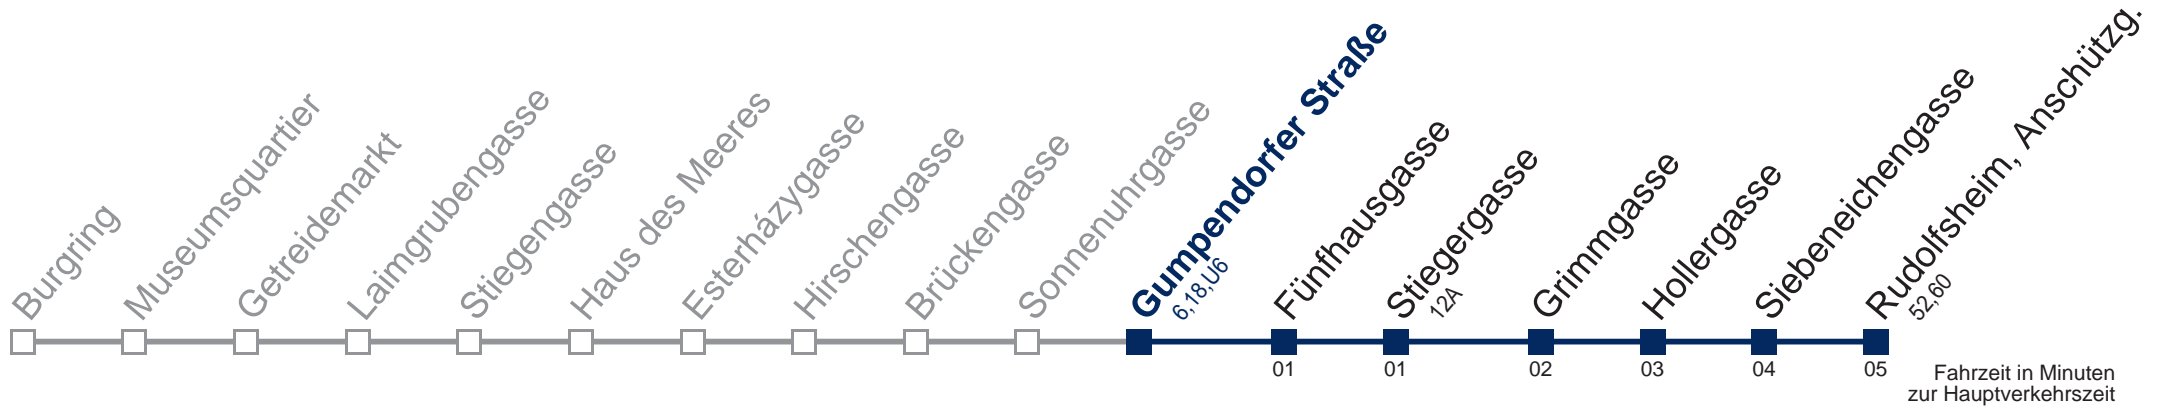 Burgring
Museumsquartier
Getreidemarkt
Laimgrubengasse
Stiegengasse
Haus des Meeres
Esterházygasse
Hirschengasse
Brückengasse
Sonnenuhrgasse
Gumpendorfer Straße
6,18,U6
Fünfhausgasse
Stiegergasse
12A
Grimmgasse
Hollergasse
Siebeneichengasse
Rudolfsheim, Anschützg.
52,60
01 01 02 03 04 05
Fahrzeit in Minuten
zur Hauptverkehrszeit